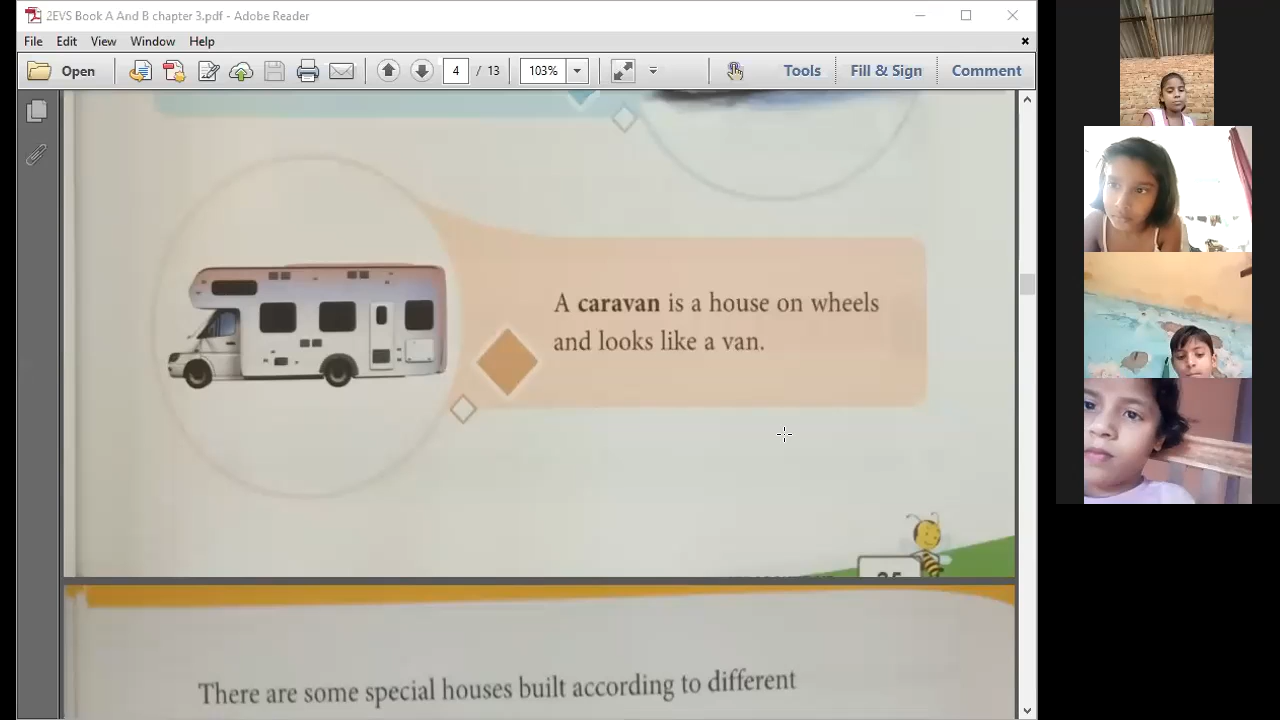 2EVS Book A And B chapter 3.pdf - Adobe Reader
File Edit View Window Help
Open 4 / 13 103% Tools Fill & Sign Comment
A caravan is a house on wheels
and looks like a van.
There are some special houses built according to different